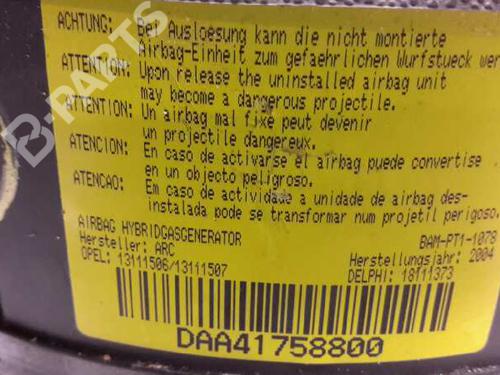 ACHTUNG: Bei Ausloesung kann die nicht montierte
Airbag-Einheit zum gefaehrlichen Wurfstueck wer
ATTENTION: Upon release the uninstalled airbag unit
may become a dangerous projectile.
ATTENTION: Un airbag mal fixe peut devenir
un projectile dangereux.
ATENCION: En caso de activarse el airbag puede convertise
en un objecto peligroso.
ATENCAO: Em caso de actividade a unidade de airbag des-
instalada pode se transformar num projetil perigoso.
AIRBAG HYBRIDGASGENERATOR BAM-PT1-1078
Hersteller: ARC Herstellungsjahr: 2004
OPEL: 13111506/13111507 DELPHI: 18111373
DAA41758800
B-PARTS